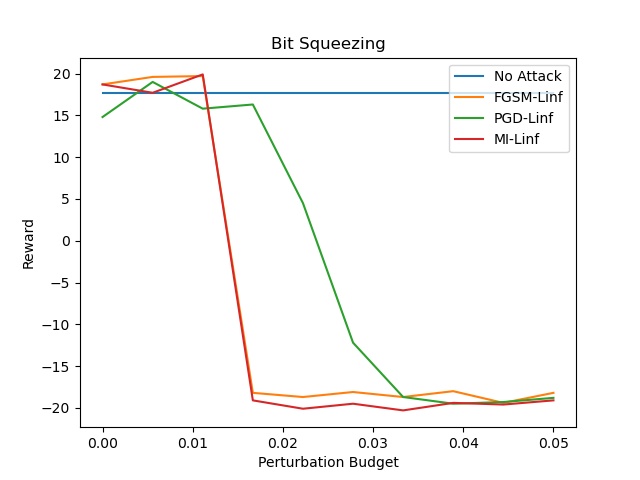 Bit Squeezing
No Attack
FGSM-Linf
PGD-Linf
MI-Linf
20
15
10
5
0
−5
−10
−15
−20
Reward
0.00 0.01 0.02 0.03 0.04 0.05
Perturbation Budget